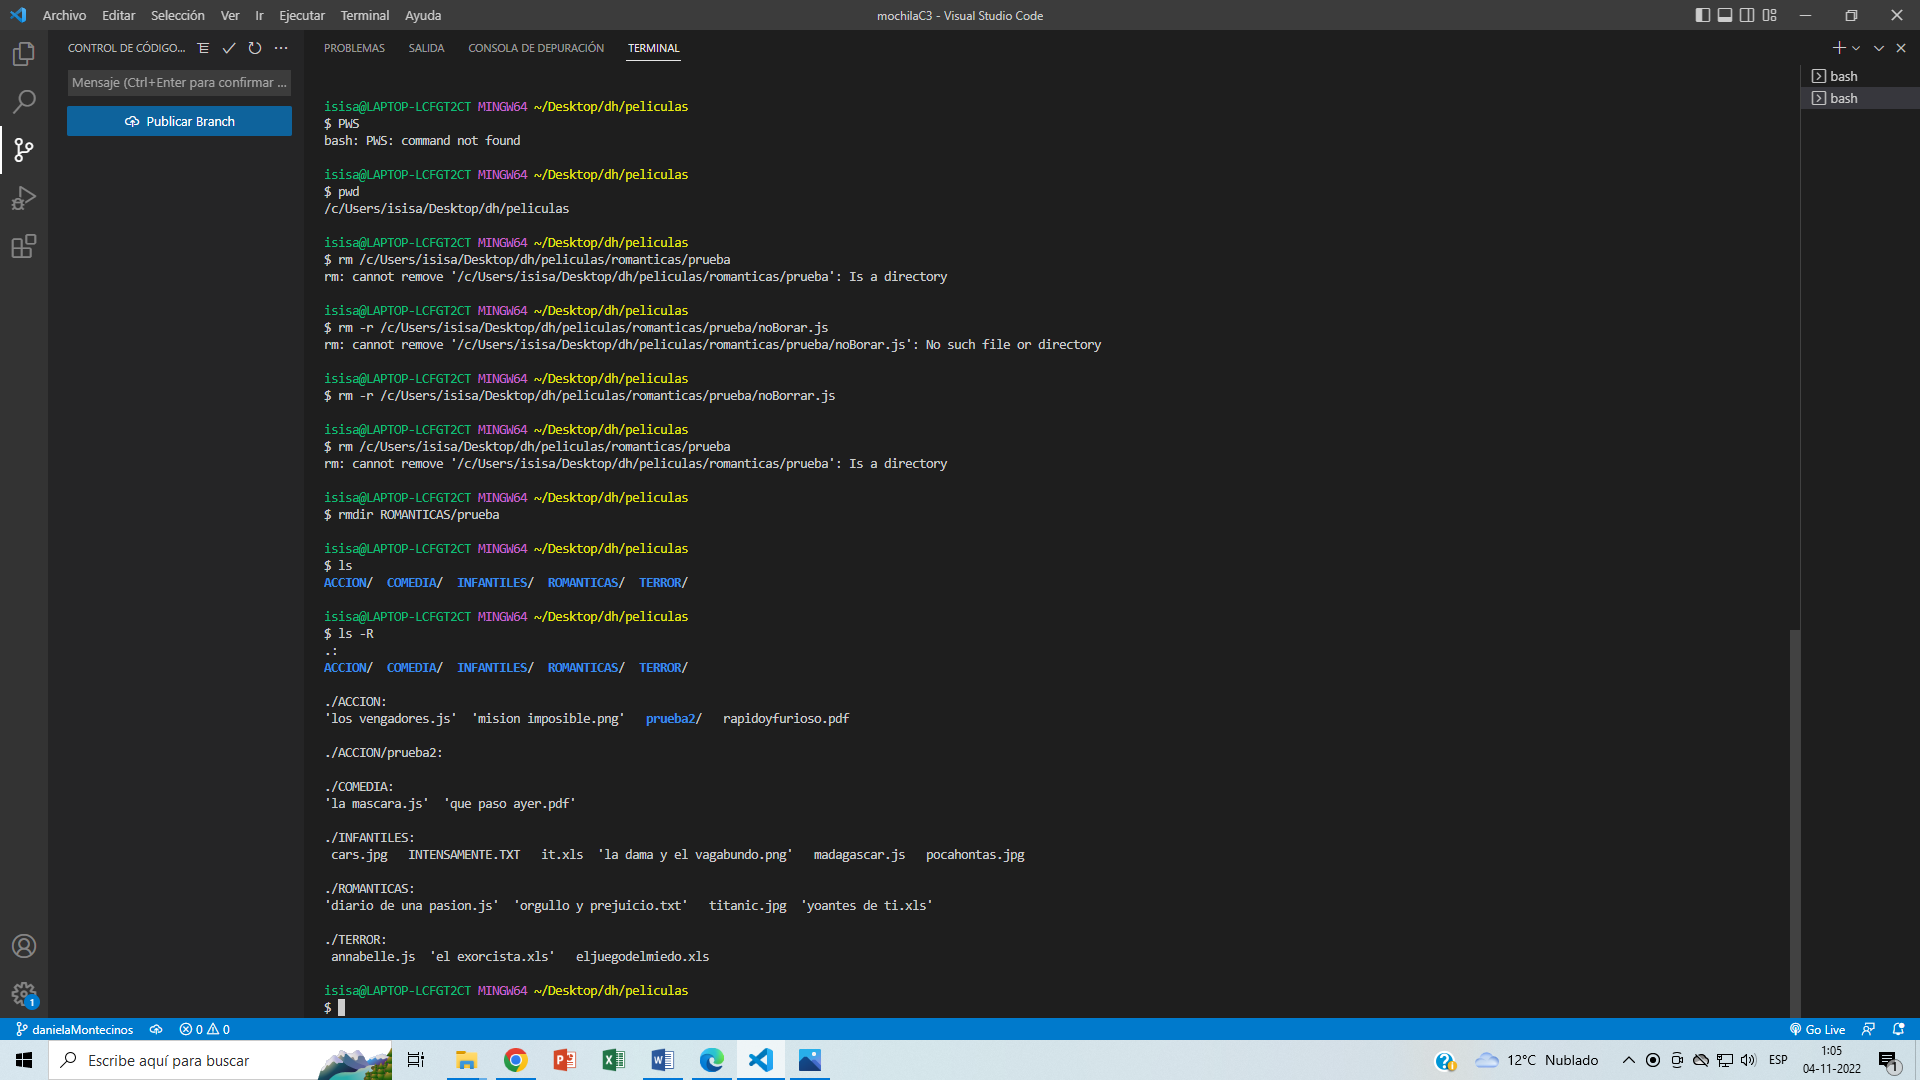 Archivo Editar Selección Ver Ir Ejecutar Terminal Ayuda
mochilaC3 - Visual Studio Code
CONTROL DE CÓDIGO...
Mensaje (Ctrl+Enter para confirmar ...
Publicar Branch
PROBLEMAS SALIDA CONSOLA DE DEPURACIÓN TERMINAL
bash
bash
isisa@LAPTOP-LCFGT2CT MINGW64 ~/Desktop/dh/peliculas
$ PWS
bash: PWS: command not found
isisa@LAPTOP-LCFGT2CT MINGW64 ~/Desktop/dh/peliculas
$ pwd
/c/Users/isisa/Desktop/dh/peliculas
isisa@LAPTOP-LCFGT2CT MINGW64 ~/Desktop/dh/peliculas
$ rm /c/Users/isisa/Desktop/dh/peliculas/romanticas/prueba
rm: cannot remove '/c/Users/isisa/Desktop/dh/peliculas/romanticas/prueba': Is a directory
isisa@LAPTOP-LCFGT2CT MINGW64 ~/Desktop/dh/peliculas
$ rm -r /c/Users/isisa/Desktop/dh/peliculas/romanticas/prueba/noBorar.js
rm: cannot remove '/c/Users/isisa/Desktop/dh/peliculas/romanticas/prueba/noBorar.js': No such file or directory
isisa@LAPTOP-LCFGT2CT MINGW64 ~/Desktop/dh/peliculas
$ rm -r /c/Users/isisa/Desktop/dh/peliculas/romanticas/prueba/noBorrar.js
isisa@LAPTOP-LCFGT2CT MINGW64 ~/Desktop/dh/peliculas
$ rm /c/Users/isisa/Desktop/dh/peliculas/romanticas/prueba
rm: cannot remove '/c/Users/isisa/Desktop/dh/peliculas/romanticas/prueba': Is a directory
isisa@LAPTOP-LCFGT2CT MINGW64 ~/Desktop/dh/peliculas
$ rmdir ROMANTICAS/prueba
isisa@LAPTOP-LCFGT2CT MINGW64 ~/Desktop/dh/peliculas
$ ls
ACCION/ COMEDIA/ INFANTILES/ ROMANTICAS/ TERROR/
isisa@LAPTOP-LCFGT2CT MINGW64 ~/Desktop/dh/peliculas
$ ls -R
.:
ACCION/ COMEDIA/ INFANTILES/ ROMANTICAS/ TERROR/
./ACCION:
'los vengadores.js' 'mision imposible.png' prueba2/ rapidoyfurioso.pdf
./ACCION/prueba2:
./COMEDIA:
'la mascara.js' 'que paso ayer.pdf'
./INFANTILES:
cars.jpg INTENSAMENTE.TXT it.xls 'la dama y el vagabundo.png' madagascar.js pocahontas.jpg
./ROMANTICAS:
'diario de una pasion.js' 'orgullo y prejuicio.txt' titanic.jpg 'yoantes de ti.xls'
./TERROR:
annabelle.js 'el exorcista.xls' eljuegodelmiedo.xls
isisa@LAPTOP-LCFGT2CT MINGW64 ~/Desktop/dh/peliculas
$
1
danielaMontecinos 0 0 Go Live
Escribe aquí para buscar
12°C Nublado ESP
1:05
04-11-2022
1